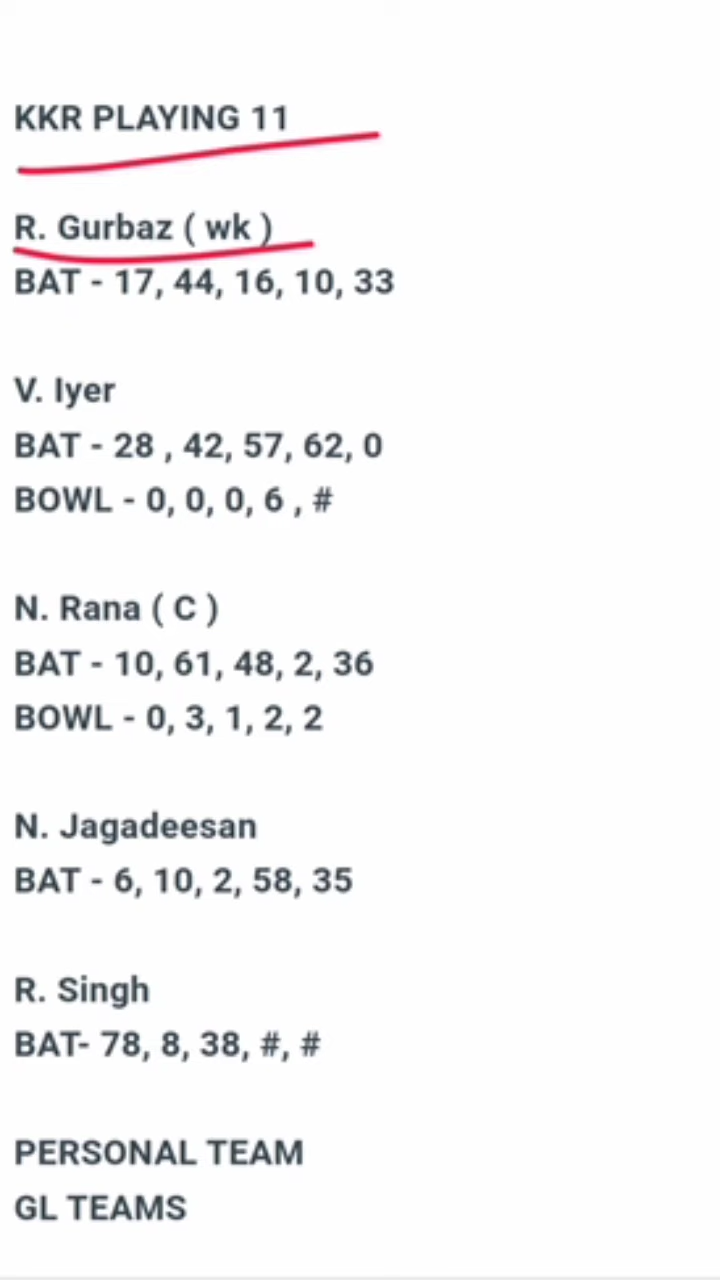 KKR PLAYING 11
R. Gurbaz ( wk )
BAT - 17, 44, 16, 10, 33
V. Iyer
BAT - 28 , 42, 57, 62, 0
BOWL - 0, 0, 0, 6 , #
N. Rana ( C )
BAT - 10, 61, 48, 2, 36
BOWL - 0, 3, 1, 2, 2
N. Jagadeesan
BAT - 6, 10, 2, 58, 35
R. Singh
BAT- 78, 8, 38, #, #
PERSONAL TEAM
GL TEAMS